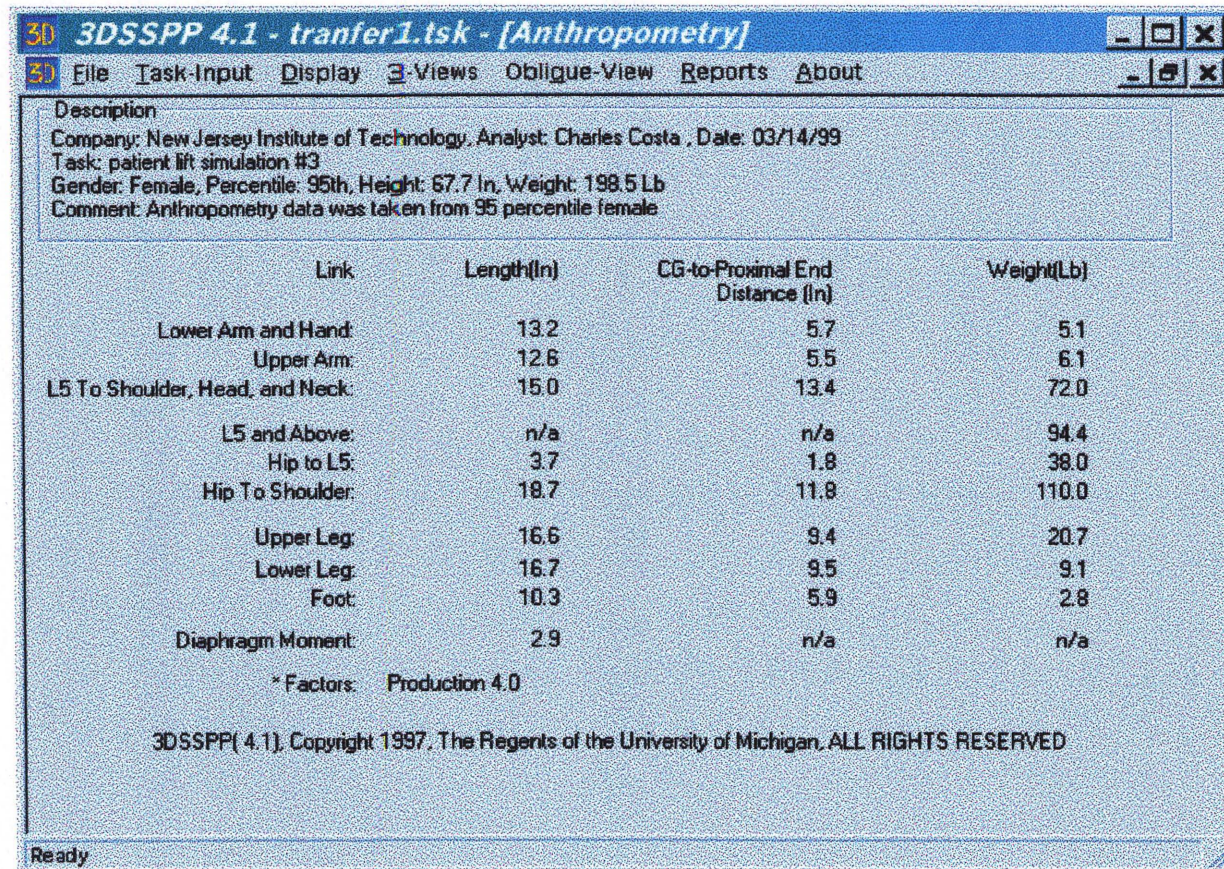 3D 3DSSPP 4.1 - tranfer1.tsk - [Anthropometry]
3D File Task-Input Display 3-Views Oblique-View Reports About
Description
Company: New Jersey Institute of Technology, Analyst: Charles Costa , Date: 03/14/99
Task: patient lift simulation #3
Gender: Female, Percentile: 95th, Height: 67.7 In, Weight: 198.5 Lb
Comment: Anthropometry data was taken from 95 percentile female
Link Length(In) CG-to-Proximal End Weight(Lb)
Distance (In)
Lower Arm and Hand: 13.2 5.7 5.1
Upper Arm: 12.6 5.5 6.1
L5 To Shoulder, Head, and Neck: 15.0 13.4 72.0
L5 and Above: n/a n/a 94.4
Hip to L5: 3.7 1.8 38.0
Hip To Shoulder: 18.7 11.8 110.0
Upper Leg: 16.6 9.4 20.7
Lower Leg: 16.7 9.5 9.1
Foot: 10.3 5.9 2.8
Diaphragm Moment: 2.9 n/a n/a
* Factors: Production 4.0
3DSSPP( 4.1), Copyright 1997, The Regents of the University of Michigan, ALL RIGHTS RESERVED
Ready